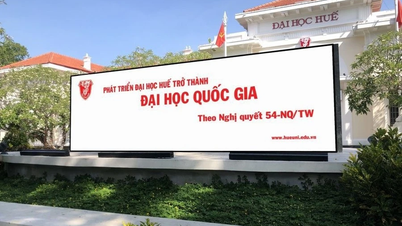 ĐẠI HỌC HUẾ
PHÁT TRIỂN ĐẠI HỌC HUẾ TRỞ THÀNH
ĐẠI HỌC QUỐC GIA
Theo Nghị quyết 54-NQ/TW
www.hueuni.edu.vn